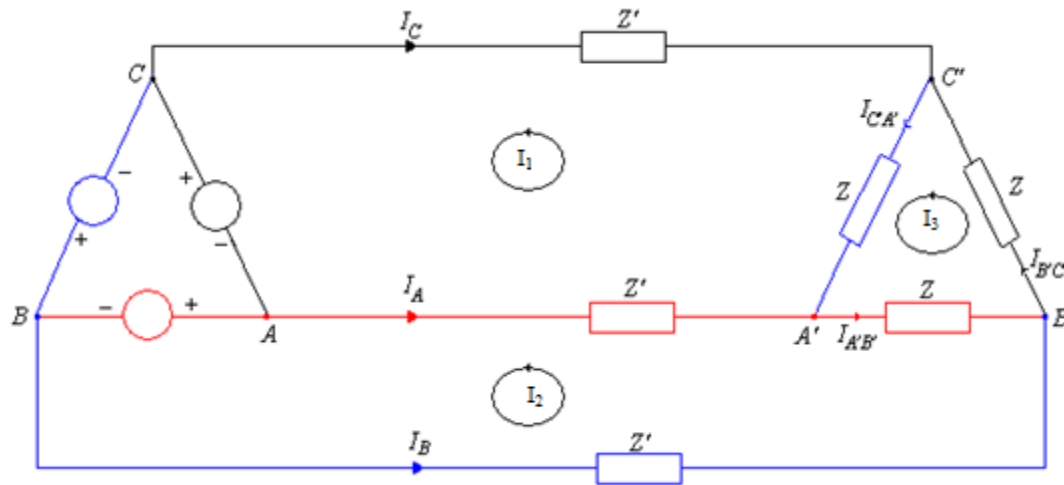 I_C Z'
C C"
I_C'A'
− + I_1 Z Z
I_3
+ − I_B'C'
I_A Z' Z
B − + A A' I_A'B' B
I_2
I_B Z'